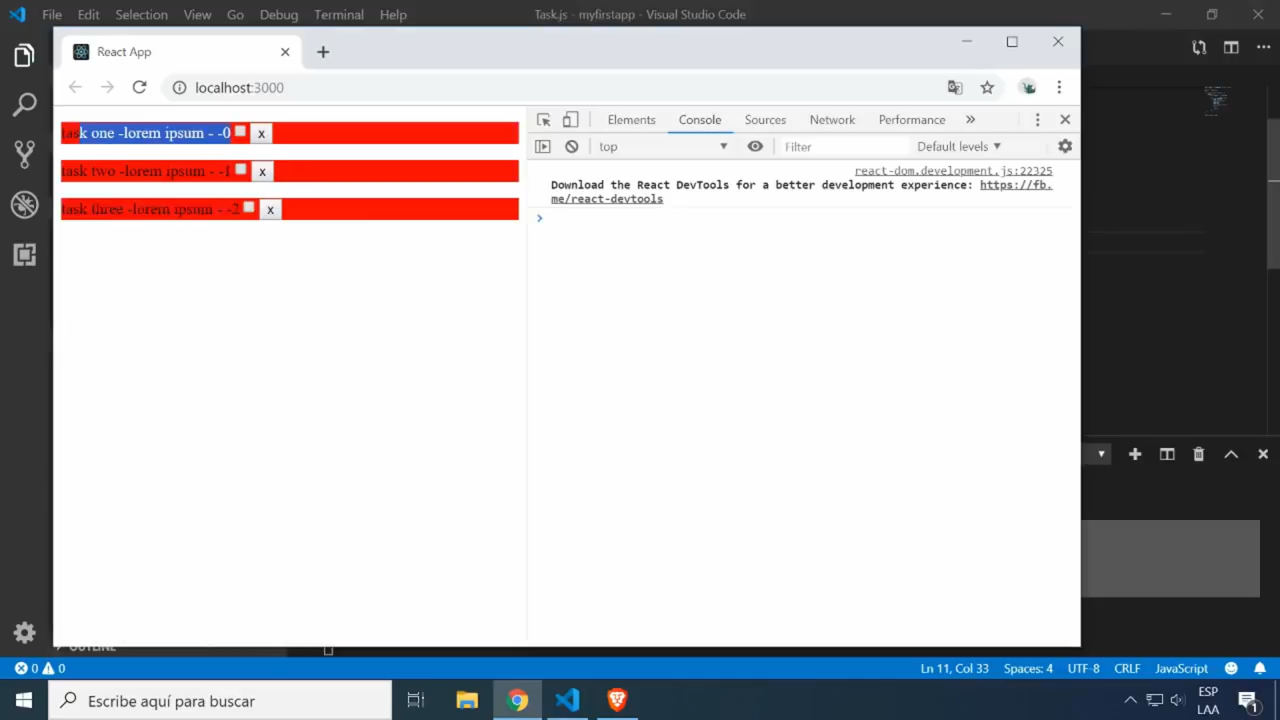 File Edit Selection View Go Debug Terminal Help Task.js - myfirstapp - Visual Studio Code
React App
localhost:3000
Elements Console Sources Network Performance »
top Filter Default levels
task one -lorem ipsum - -0 x
task two -lorem ipsum - -1 x
task three -lorem ipsum - -2 x
react-dom.development.js:22325
Download the React DevTools for a better development experience: https://fb.
me/react-devtools
OUTLINE
0 0 Ln 11, Col 33 Spaces: 4 UTF-8 CRLF JavaScript
Escribe aquí para buscar
ESP
LAA
1